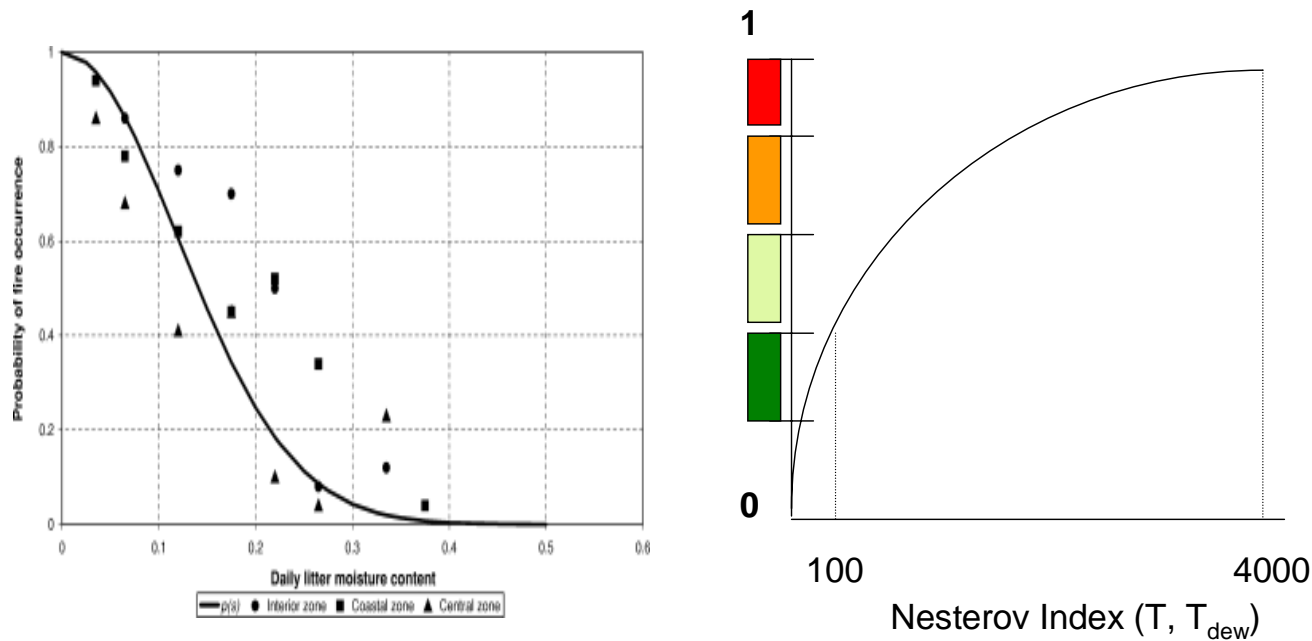 Probability of fire occurrence
1
0.8
0.6
0.4
0.2
0
0 0.1 0.2 0.3 0.4 0.5 0.6
Daily litter moisture content
p(s) Interior zone Coastal zone Central zone
1
0
100 4000
Nesterov Index (T, T_dew)